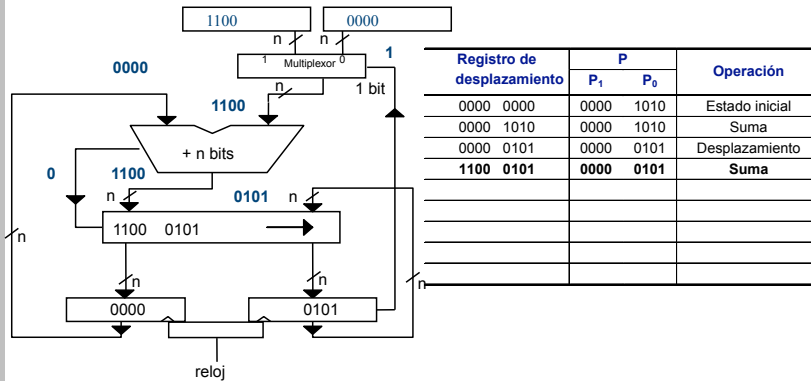 1100 0000
n n
1 Multiplexor 0 1
0000
n 1 bit
1100
+ n bits
0 1100
n 0101 n
1100 0101
n n n n
0000 0101
reloj
Registro de desplazamiento P Operación
P1 P0
0000 0000 0000 1010 Estado inicial
0000 1010 0000 1010 Suma
0000 0101 0000 0101 Desplazamiento
1100 0101 0000 0101 Suma